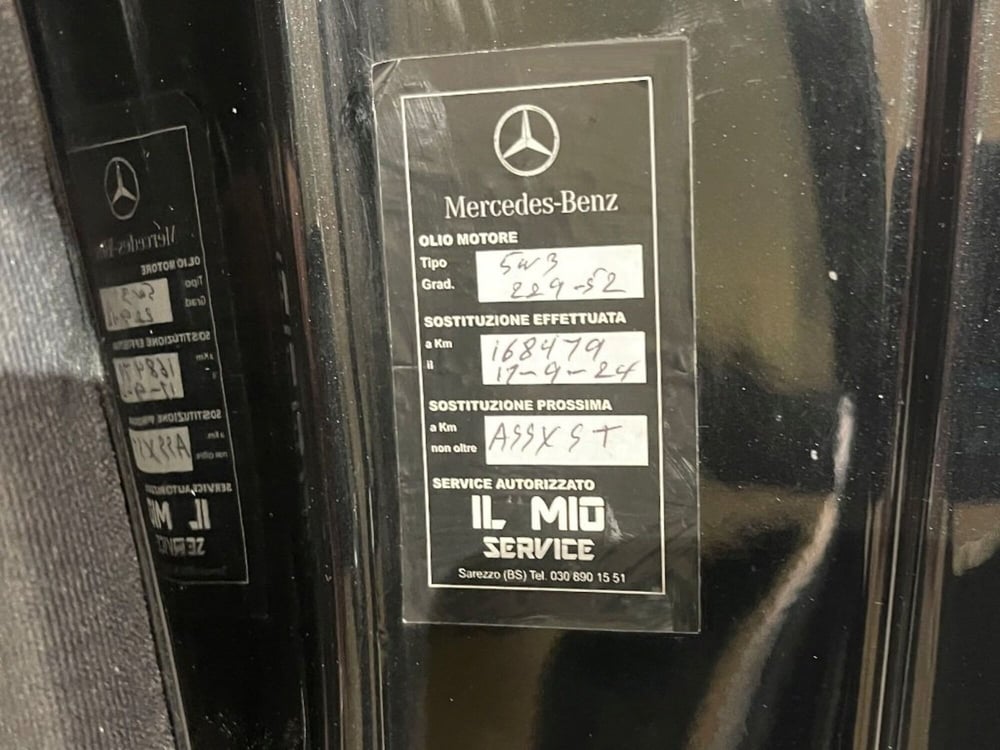 Mercedes-Benz
OLIO MOTORE
Tipo 5W3
Grad. 229-52
SOSTITUZIONE EFFETTUATA
a Km 168479
il 17-9-24
SOSTITUZIONE PROSSIMA
a Km
non oltre ASSXST
SERVICE AUTORIZZATO
IL MIO
SERVICE
Sarezzo (BS) Tel. 030 890 15 51